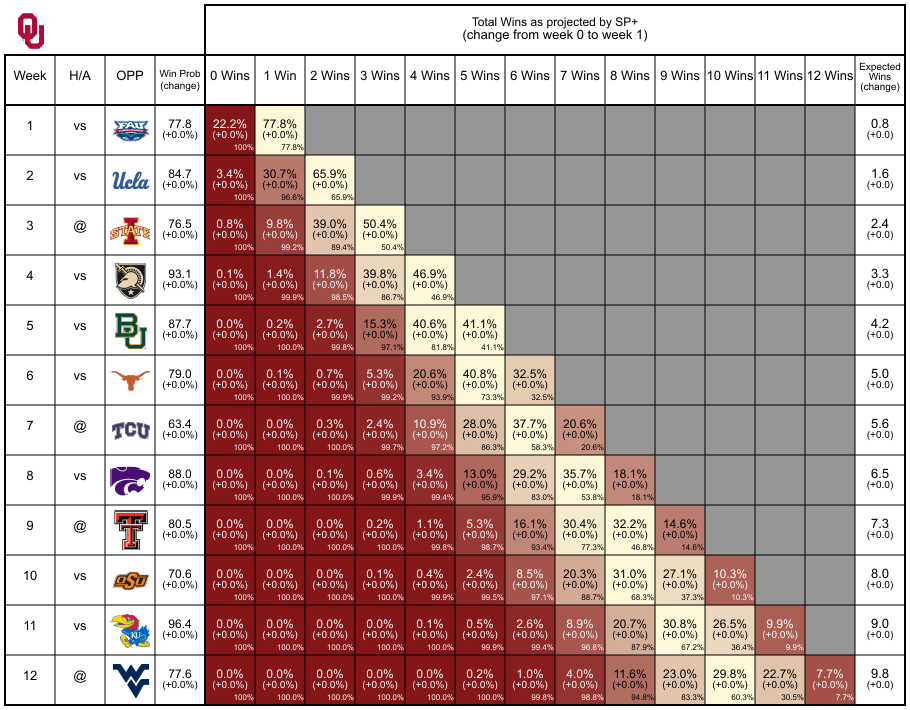 OU
Total Wins as projected by SP+
(change from week 0 to week 1)
Week H/A OPP Win Prob (change) 0 Wins 1 Win 2 Wins 3 Wins 4 Wins 5 Wins 6 Wins 7 Wins 8 Wins 9 Wins 10 Wins 11 Wins 12 Wins Expected Wins (change)
1 vs FAU 77.8 22.2% 77.8% 0.8
(+0.0%) (+0.0%) (+0.0%) (+0.0)
100% 77.8%
2 vs Ucla 84.7 3.4% 30.7% 65.9% 1.6
(+0.0%) (+0.0%) (+0.0%) (+0.0%) (+0.0)
100% 96.6% 65.9%
3 @ I STATE 76.5 0.8% 9.8% 39.0% 50.4% 2.4
(+0.0%) (+0.0%) (+0.0%) (+0.0%) (+0.0%) (+0.0)
100% 99.2% 89.4% 50.4%
4 vs 93.1 0.1% 1.4% 11.8% 39.8% 46.9% 3.3
(+0.0%) (+0.0%) (+0.0%) (+0.0%) (+0.0%) (+0.0%) (+0.0)
100% 99.9% 98.5% 86.7% 46.9%
5 vs BU 87.7 0.0% 0.2% 2.7% 15.3% 40.6% 41.1% 4.2
(+0.0%) (+0.0%) (+0.0%) (+0.0%) (+0.0%) (+0.0%) (+0.0%) (+0.0)
100% 100.0% 99.8% 97.1% 81.8% 41.1%
6 vs 79.0 0.0% 0.1% 0.7% 5.3% 20.6% 40.8% 32.5% 5.0
(+0.0%) (+0.0%) (+0.0%) (+0.0%) (+0.0%) (+0.0%) (+0.0%) (+0.0%) (+0.0)
100% 100.0% 99.9% 99.2% 93.9% 73.3% 32.5%
7 @ TCU 63.4 0.0% 0.0% 0.3% 2.4% 10.9% 28.0% 37.7% 20.6% 5.6
(+0.0%) (+0.0%) (+0.0%) (+0.0%) (+0.0%) (+0.0%) (+0.0%) (+0.0%) (+0.0%) (+0.0)
100% 100.0% 100.0% 99.7% 97.2% 86.3% 58.3% 20.6%
8 vs 88.0 0.0% 0.0% 0.1% 0.6% 3.4% 13.0% 29.2% 35.7% 18.1% 6.5
(+0.0%) (+0.0%) (+0.0%) (+0.0%) (+0.0%) (+0.0%) (+0.0%) (+0.0%) (+0.0%) (+0.0%) (+0.0)
100% 100.0% 100.0% 99.9% 99.4% 95.9% 83.0% 53.8% 18.1%
9 @ T 80.5 0.0% 0.0% 0.0% 0.2% 1.1% 5.3% 16.1% 30.4% 32.2% 14.6% 7.3
(+0.0%) (+0.0%) (+0.0%) (+0.0%) (+0.0%) (+0.0%) (+0.0%) (+0.0%) (+0.0%) (+0.0%) (+0.0%) (+0.0)
100% 100.0% 100.0% 100.0% 99.8% 98.7% 93.4% 77.3% 46.8% 14.6%
10 vs OSU 70.6 0.0% 0.0% 0.0% 0.1% 0.4% 2.4% 8.5% 20.3% 31.0% 27.1% 10.3% 8.0
(+0.0%) (+0.0%) (+0.0%) (+0.0%) (+0.0%) (+0.0%) (+0.0%) (+0.0%) (+0.0%) (+0.0%) (+0.0%) (+0.0%) (+0.0)
100% 100.0% 100.0% 100.0% 99.9% 99.5% 97.1% 88.7% 68.3% 37.3% 10.3%
11 vs KU 96.4 0.0% 0.0% 0.0% 0.0% 0.1% 0.5% 2.6% 8.9% 20.7% 30.8% 26.5% 9.9% 9.0
(+0.0%) (+0.0%) (+0.0%) (+0.0%) (+0.0%) (+0.0%) (+0.0%) (+0.0%) (+0.0%) (+0.0%) (+0.0%) (+0.0%) (+0.0%) (+0.0)
100% 100.0% 100.0% 100.0% 100.0% 99.9% 99.4% 96.8% 87.9% 67.2% 36.4% 9.9%
12 @ WV 77.6 0.0% 0.0% 0.0% 0.0% 0.0% 0.2% 1.0% 4.0% 11.6% 23.0% 29.8% 22.7% 7.7% 9.8
(+0.0%) (+0.0%) (+0.0%) (+0.0%) (+0.0%) (+0.0%) (+0.0%) (+0.0%) (+0.0%) (+0.0%) (+0.0%) (+0.0%) (+0.0%) (+0.0%) (+0.0)
100% 100.0% 100.0% 100.0% 100.0% 100.0% 99.8% 98.8% 94.8% 83.3% 60.3% 30.5% 7.7%